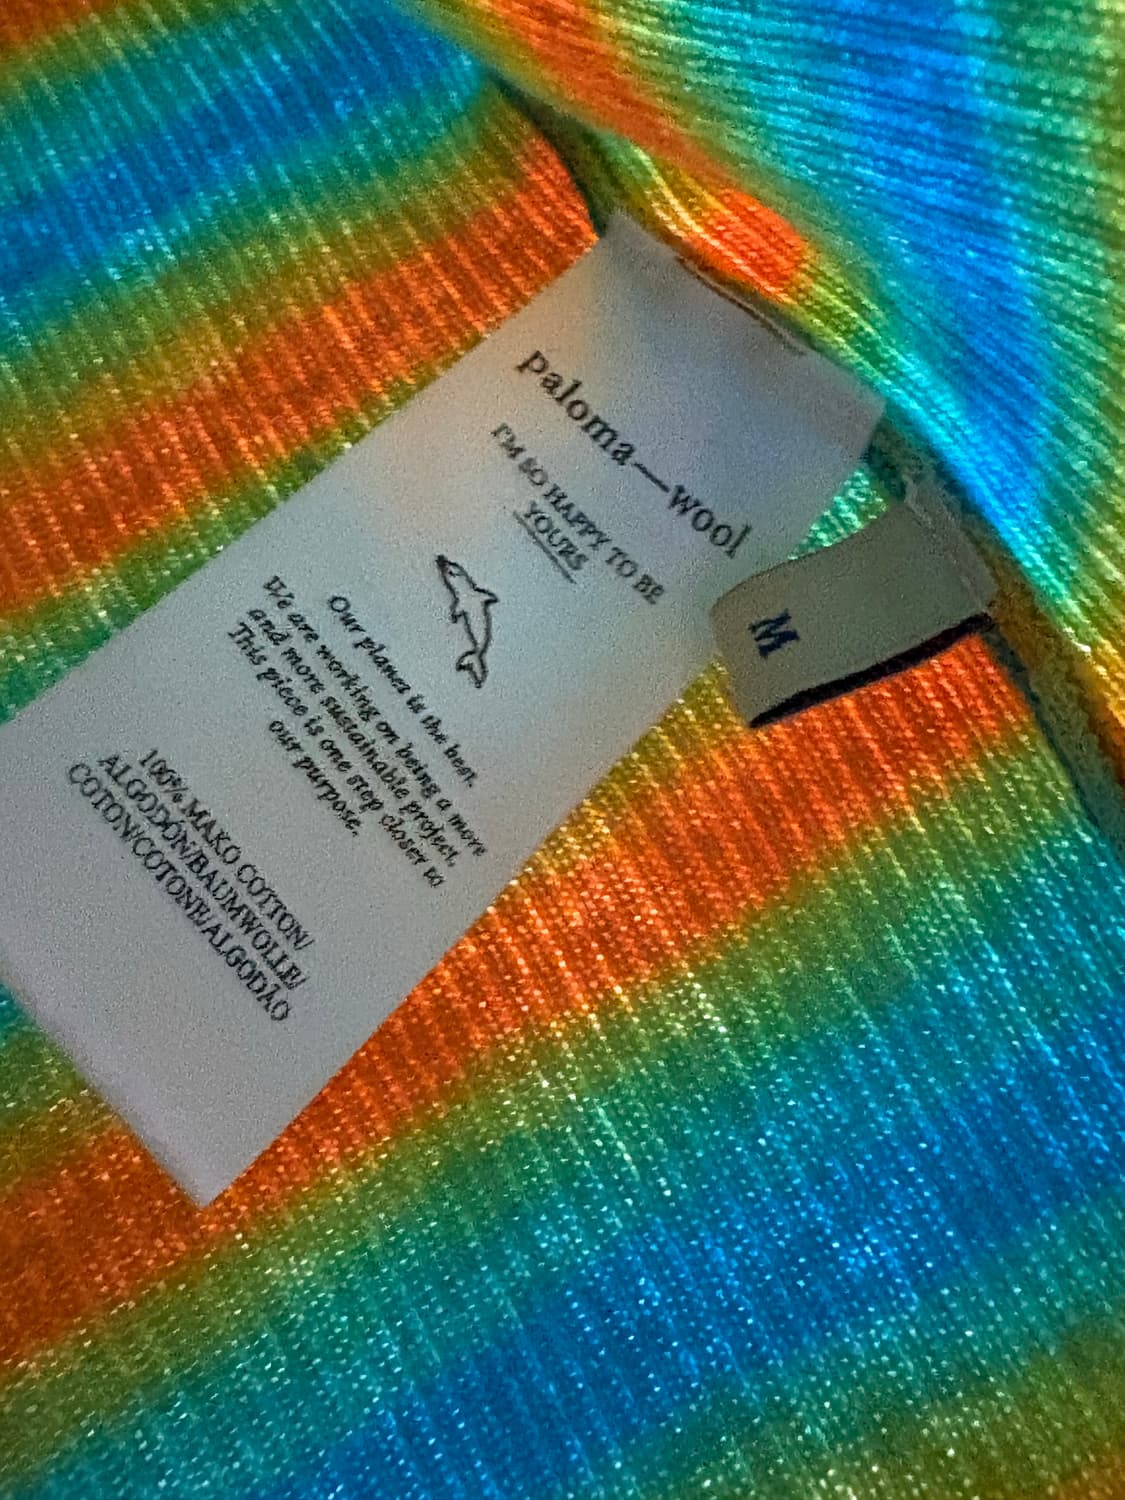 paloma—wool
I'M SO HAPPY TO BE
YOURS
Our planet is the best.
We are working on being a more
and more sustainable project.
This piece is one step closer to
our purpose.
100% MAKO COTTON/
ALGODÓN/BAUMWOLLE/
COTON/COTONE/ALGODÃO
M